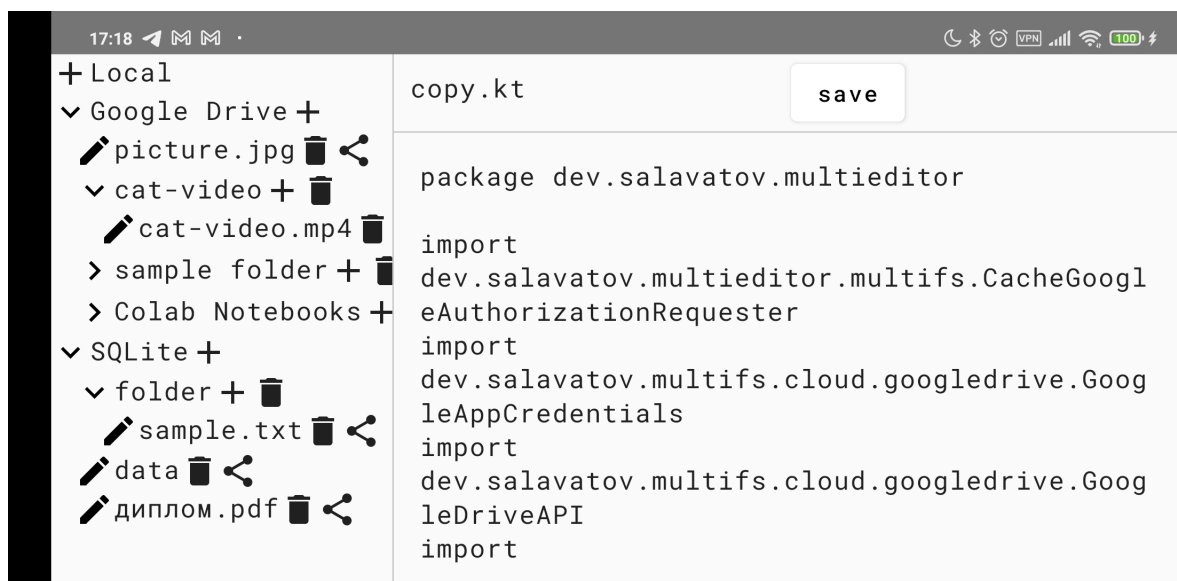 17:18
VPN
100
Local
Google Drive
picture.jpg
cat-video
cat-video.mp4
sample folder
Colab Notebooks
SQLite
folder
sample.txt
data
диплом.pdf
copy.kt
save
package dev.salavatov.multieditor
import
dev.salavatov.multieditor.multifs.CacheGoogl
eAuthorizationRequester
import
dev.salavatov.multifs.cloud.googledrive.Goog
leAppCredentials
import
dev.salavatov.multifs.cloud.googledrive.Goog
leDriveAPI
import